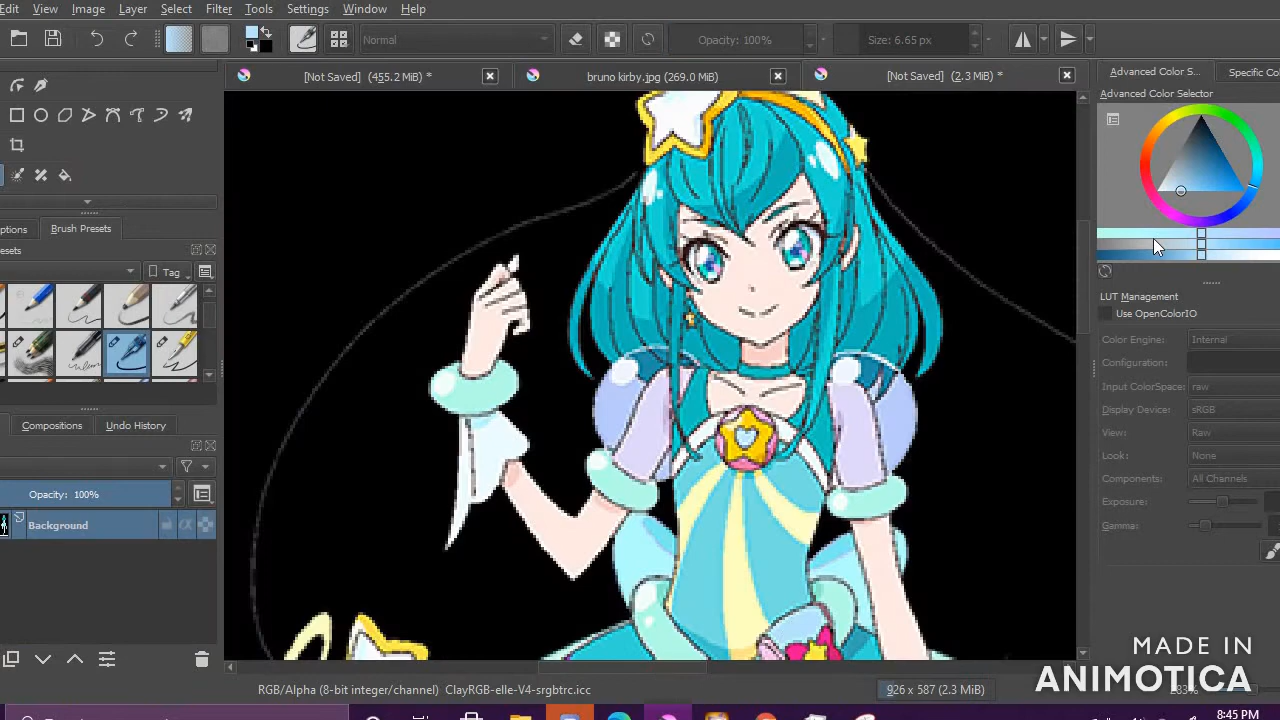 Edit View Image Layer Select Filter Tools Settings Window Help
Normal Opacity: 100% Size: 6.65 px
[Not Saved] (455.2 MiB) * bruno kirby.jpg (269.0 MiB) [Not Saved] (2.3 MiB) *
Advanced Color S... Specific Co
Advanced Color Selector
ptions Brush Presets
esets
Tag
LUT Management
Use OpenColorIO
Color Engine: Internal
Configuration:
Input ColorSpace: raw
Display Device: sRGB
View: Raw
Look: None
Components: All Channels
Exposure:
Gamma:
Compositions Undo History
Opacity: 100%
Background
RGB/Alpha (8-bit integer/channel) ClayRGB-elle-V4-srgbtrc.icc
926 x 587 (2.3 MiB)
MADE IN
ANIMOTICA
8:45 PM